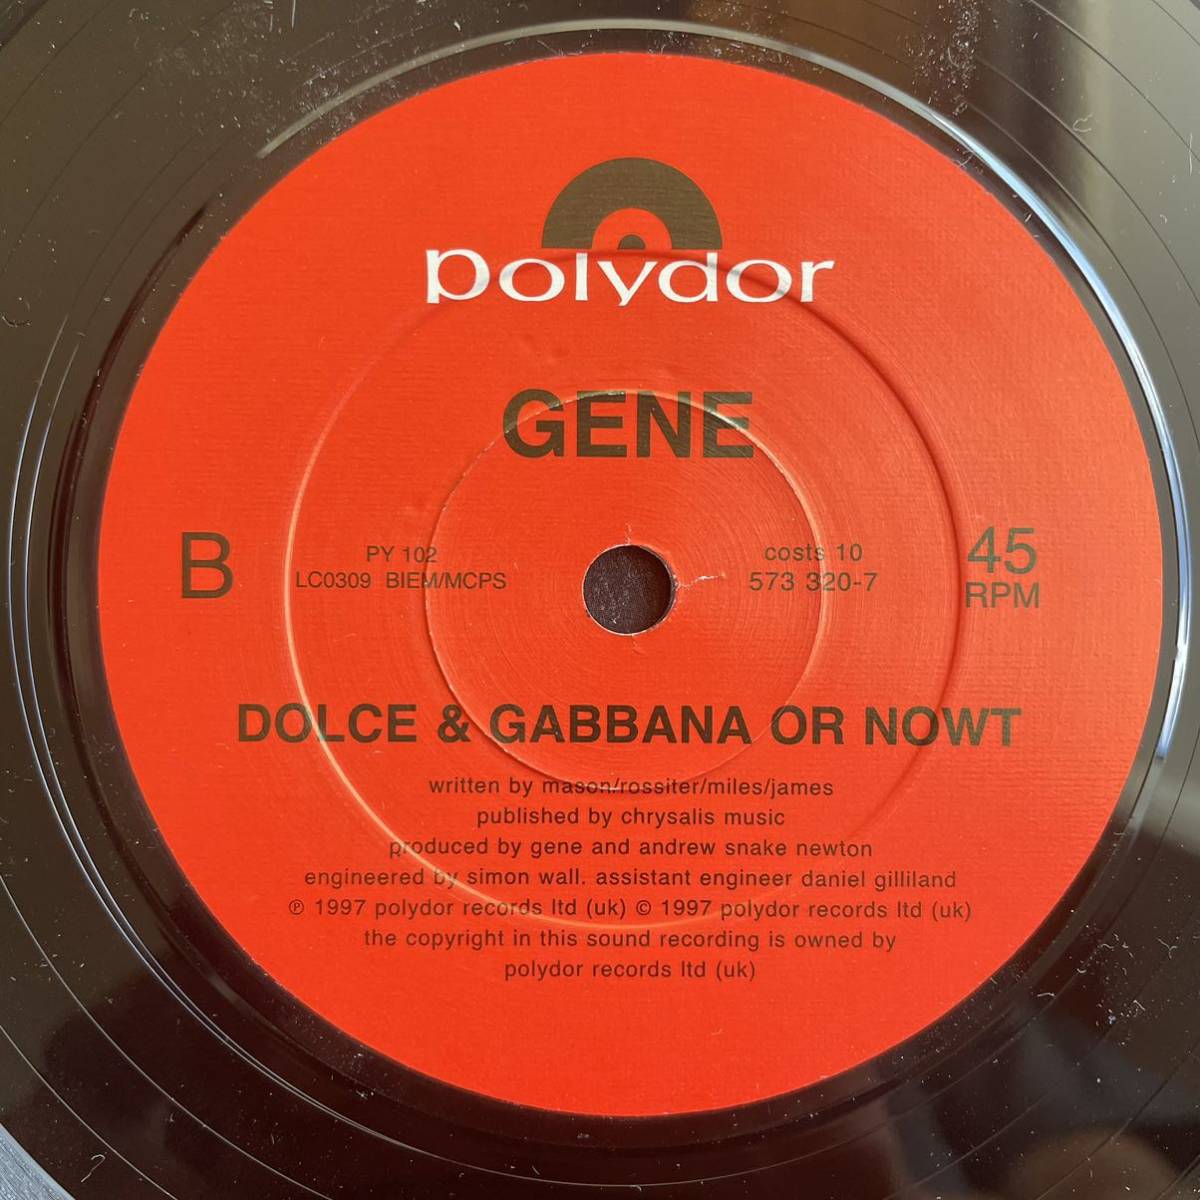 polydor
GENE
B
PY 102
LC0309 BIEM/MCPS
costs 10
573 320-7
45
RPM
DOLCE & GABBANA OR NOWT
written by mason/rossiter/miles/james
published by chrysalis music
produced by gene and andrew snake newton
engineered by simon wall. assistant engineer daniel gilliland
℗ 1997 polydor records ltd (uk) © 1997 polydor records ltd (uk)
the copyright in this sound recording is owned by
polydor records ltd (uk)